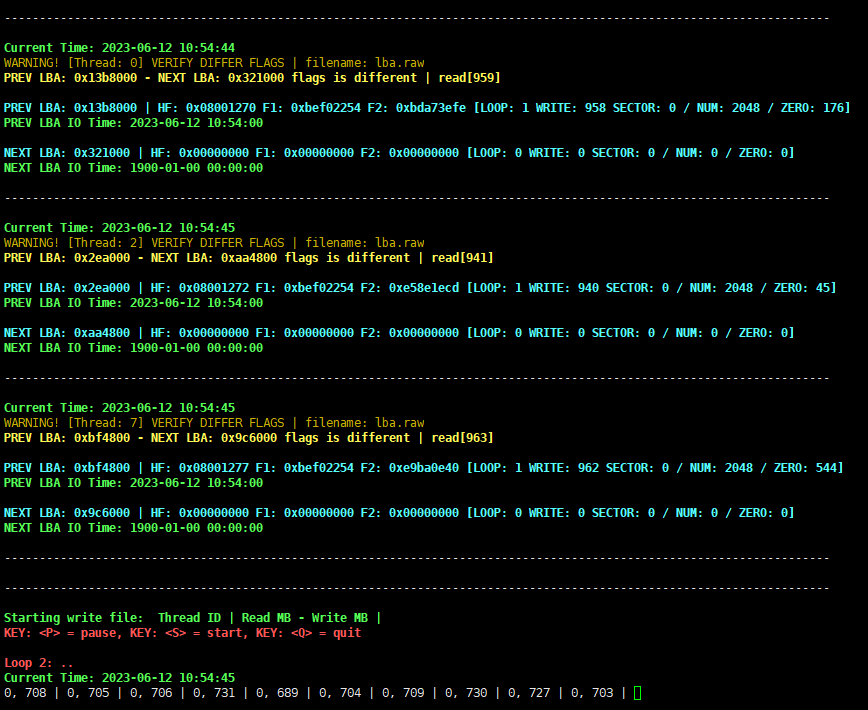 ----------------------------------------------------------------------------------------------------------------------
Current Time: 2023-06-12 10:54:44
WARNING! [Thread: 0] VERIFY DIFFER FLAGS | filename: lba.raw
PREV LBA: 0x13b8000 - NEXT LBA: 0x321000 flags is different | read[959]
PREV LBA: 0x13b8000 | HF: 0x08001270 F1: 0xbef02254 F2: 0xbda73efe [LOOP: 1 WRITE: 958 SECTOR: 0 / NUM: 2048 / ZERO: 176]
PREV LBA IO Time: 2023-06-12 10:54:00
NEXT LBA: 0x321000 | HF: 0x00000000 F1: 0x00000000 F2: 0x00000000 [LOOP: 0 WRITE: 0 SECTOR: 0 / NUM: 0 / ZERO: 0]
NEXT LBA IO Time: 1900-01-00 00:00:00
----------------------------------------------------------------------------------------------------------------------
Current Time: 2023-06-12 10:54:45
WARNING! [Thread: 2] VERIFY DIFFER FLAGS | filename: lba.raw
PREV LBA: 0x2ea000 - NEXT LBA: 0xaa4800 flags is different | read[941]
PREV LBA: 0x2ea000 | HF: 0x08001272 F1: 0xbef02254 F2: 0xe58e1ecd [LOOP: 1 WRITE: 940 SECTOR: 0 / NUM: 2048 / ZERO: 45]
PREV LBA IO Time: 2023-06-12 10:54:00
NEXT LBA: 0xaa4800 | HF: 0x00000000 F1: 0x00000000 F2: 0x00000000 [LOOP: 0 WRITE: 0 SECTOR: 0 / NUM: 0 / ZERO: 0]
NEXT LBA IO Time: 1900-01-00 00:00:00
----------------------------------------------------------------------------------------------------------------------
Current Time: 2023-06-12 10:54:45
WARNING! [Thread: 7] VERIFY DIFFER FLAGS | filename: lba.raw
PREV LBA: 0xbf4800 - NEXT LBA: 0x9c6000 flags is different | read[963]
PREV LBA: 0xbf4800 | HF: 0x08001277 F1: 0xbef02254 F2: 0xe9ba0e40 [LOOP: 1 WRITE: 962 SECTOR: 0 / NUM: 2048 / ZERO: 544]
PREV LBA IO Time: 2023-06-12 10:54:00
NEXT LBA: 0x9c6000 | HF: 0x00000000 F1: 0x00000000 F2: 0x00000000 [LOOP: 0 WRITE: 0 SECTOR: 0 / NUM: 0 / ZERO: 0]
NEXT LBA IO Time: 1900-01-00 00:00:00
----------------------------------------------------------------------------------------------------------------------
----------------------------------------------------------------------------------------------------------------------
Starting write file:  Thread ID | Read MB - Write MB |
KEY: <P> = pause, KEY: <S> = start, KEY: <Q> = quit
Loop 2: ..
Current Time: 2023-06-12 10:54:45
0, 708 | 0, 705 | 0, 706 | 0, 731 | 0, 689 | 0, 704 | 0, 709 | 0, 730 | 0, 727 | 0, 703 |